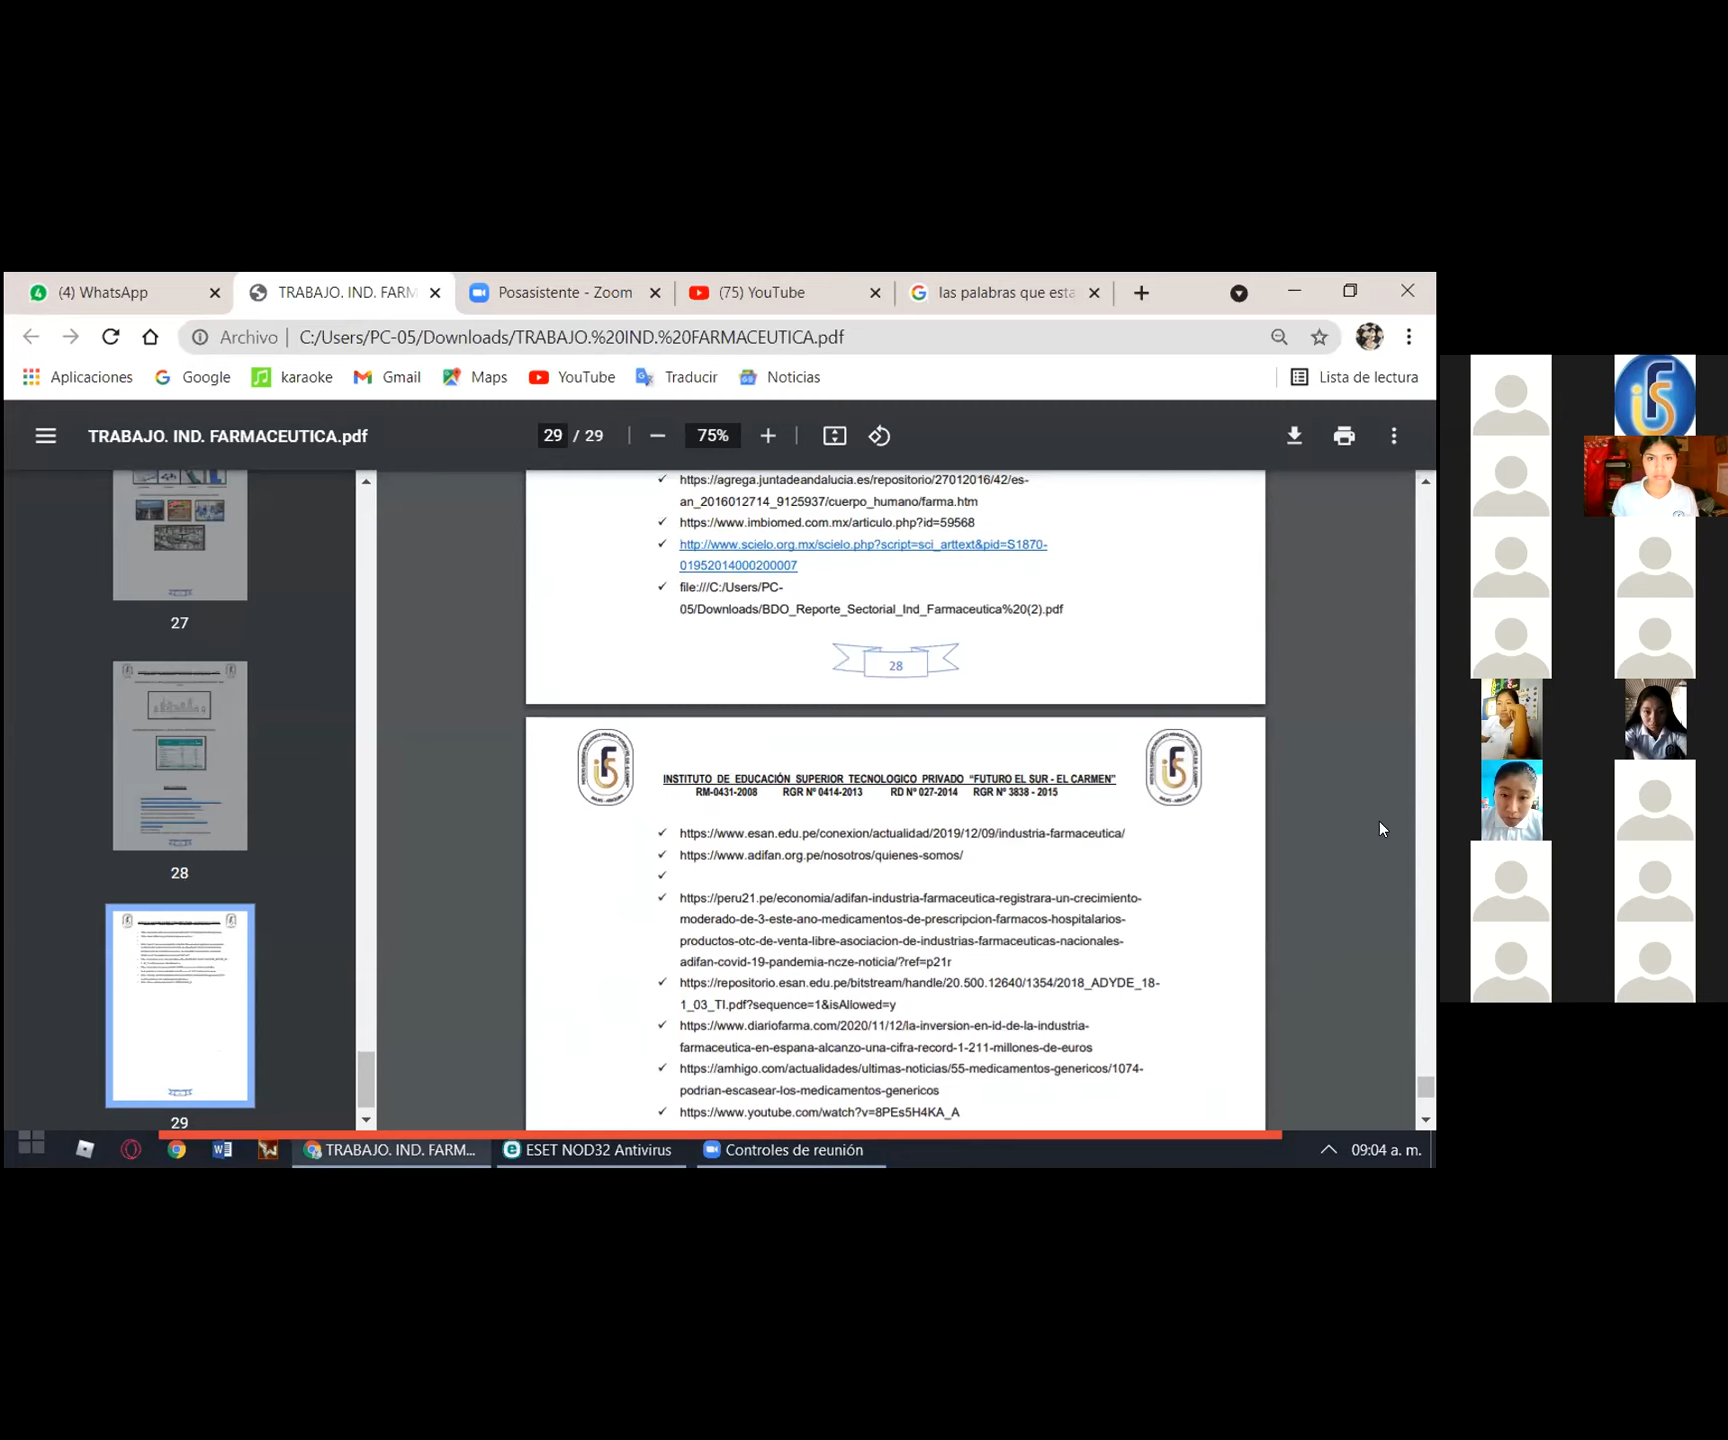 (4) WhatsApp
TRABAJO. IND. FARM
Posasistente - Zoom
(75) YouTube
las palabras que esta
Archivo | C:/Users/PC-05/Downloads/TRABAJO.%20IND.%20FARMACEUTICA.pdf
Aplicaciones
Google
karaoke
Gmail
Maps
YouTube
Traducir
Noticias
Lista de lectura
TRABAJO. IND. FARMACEUTICA.pdf
29 / 29
75%
27
28
29
https://agrega.juntadeandalucia.es/repositorio/27012016/42/es-
an_2016012714_9125937/cuerpo_humano/farma.htm
https://www.imbiomed.com.mx/articulo.php?id=59568
http://www.scielo.org.mx/scielo.php?script=sci_arttext&pid=S1870-
01952014000200007
file:///C:/Users/PC-
05/Downloads/BDO_Reporte_Sectorial_Ind_Farmaceutica%20(2).pdf
28
INSTITUTO DE EDUCACIÓN SUPERIOR TECNOLOGICO PRIVADO "FUTURO EL SUR - EL CARMEN"
RM-0431-2008 RGR Nº 0414-2013 RD Nº 027-2014 RGR Nº 3838 - 2015
https://www.esan.edu.pe/conexion/actualidad/2019/12/09/industria-farmaceutica/
https://www.adifan.org.pe/nosotros/quienes-somos/
https://peru21.pe/economia/adifan-industria-farmaceutica-registrara-un-crecimiento-
moderado-de-3-este-ano-medicamentos-de-prescripcion-farmacos-hospitalarios-
productos-otc-de-venta-libre-asociacion-de-industrias-farmaceuticas-nacionales-
adifan-covid-19-pandemia-ncze-noticia/?ref=p21r
https://repositorio.esan.edu.pe/bitstream/handle/20.500.12640/1354/2018_ADYDE_18-
1_03_TI.pdf?sequence=1&isAllowed=y
https://www.diariofarma.com/2020/11/12/la-inversion-en-id-de-la-industria-
farmaceutica-en-espana-alcanzo-una-cifra-record-1-211-millones-de-euros
https://amhigo.com/actualidades/ultimas-noticias/55-medicamentos-genericos/1074-
podrian-escasear-los-medicamentos-genericos
https://www.youtube.com/watch?v=8PEs5H4KA_A
TRABAJO. IND. FARM...
ESET NOD32 Antivirus
Controles de reunión
09:04 a. m.